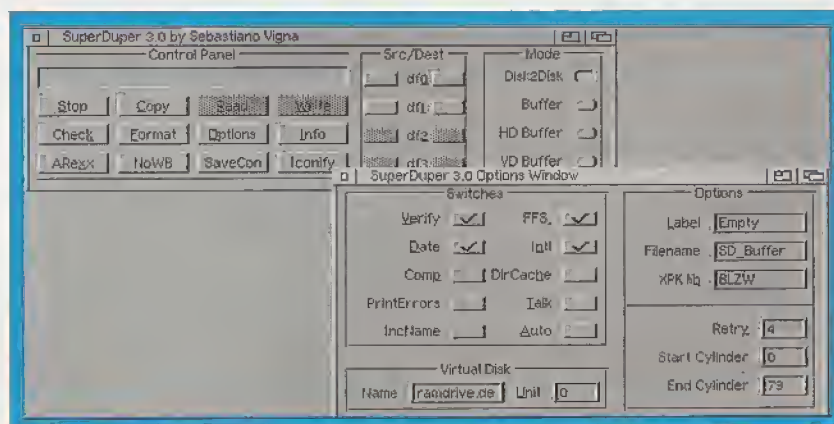 SuperDuper 3.0 by Sebastiano Vigna
Control Panel
Stop Copy Read Write
Check Format Options Info
ARexx NoWB SaveCon Iconify
Src/Dest
df0:
df1:
df2:
df3:
Mode
Disk2Disk
Buffer
HD Buffer
VD Buffer
SuperDuper 3.0 Options Window
Switches
Verify FFS
Date Intl
Comp DirCache
PrintErrors Talk
IncName Auto
Virtual Disk
Name ramdrive.de Unit 0
Options
Label Empty
Filename SD_Buffer
XPK BLZW
Retry 4
Start Cylinder 0
End Cylinder 79